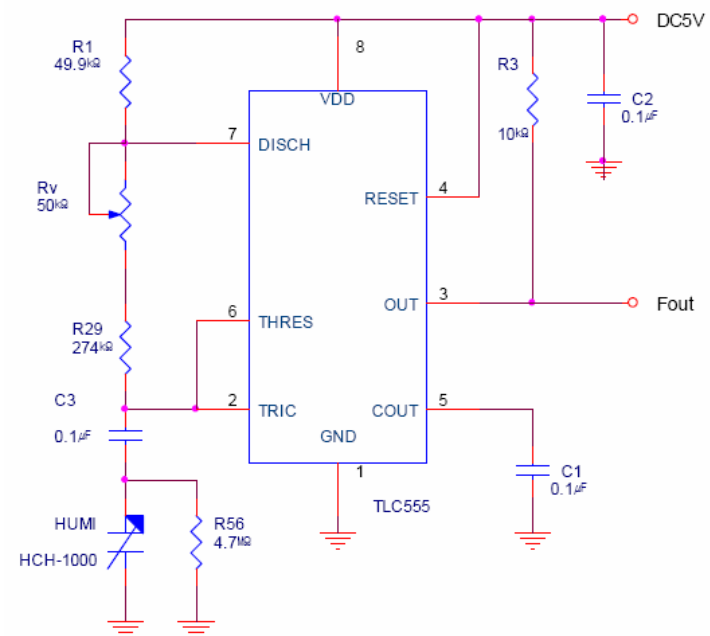 DC5V
R1
49.9kΩ
8
VDD
R3
10kΩ
C2
0.1µF
7
DISCH
Rv
50kΩ
4
RESET
3
OUT
Fout
6
THRES
R29
274kΩ
C3
0.1µF
2
TRIC
5
COUT
GND
1
C1
0.1µF
TLC555
HUMI
HCH-1000
R56
4.7MΩ